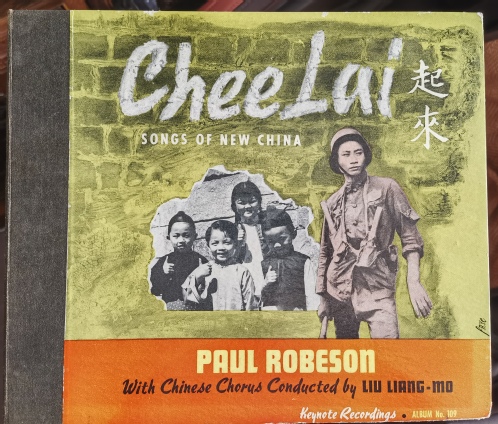 Chee Lai
起來
SONGS OF NEW CHINA
PAUL ROBESON
With Chinese Chorus Conducted by LIU LIANG-MO
Keynote Recordings • ALBUM No. 109